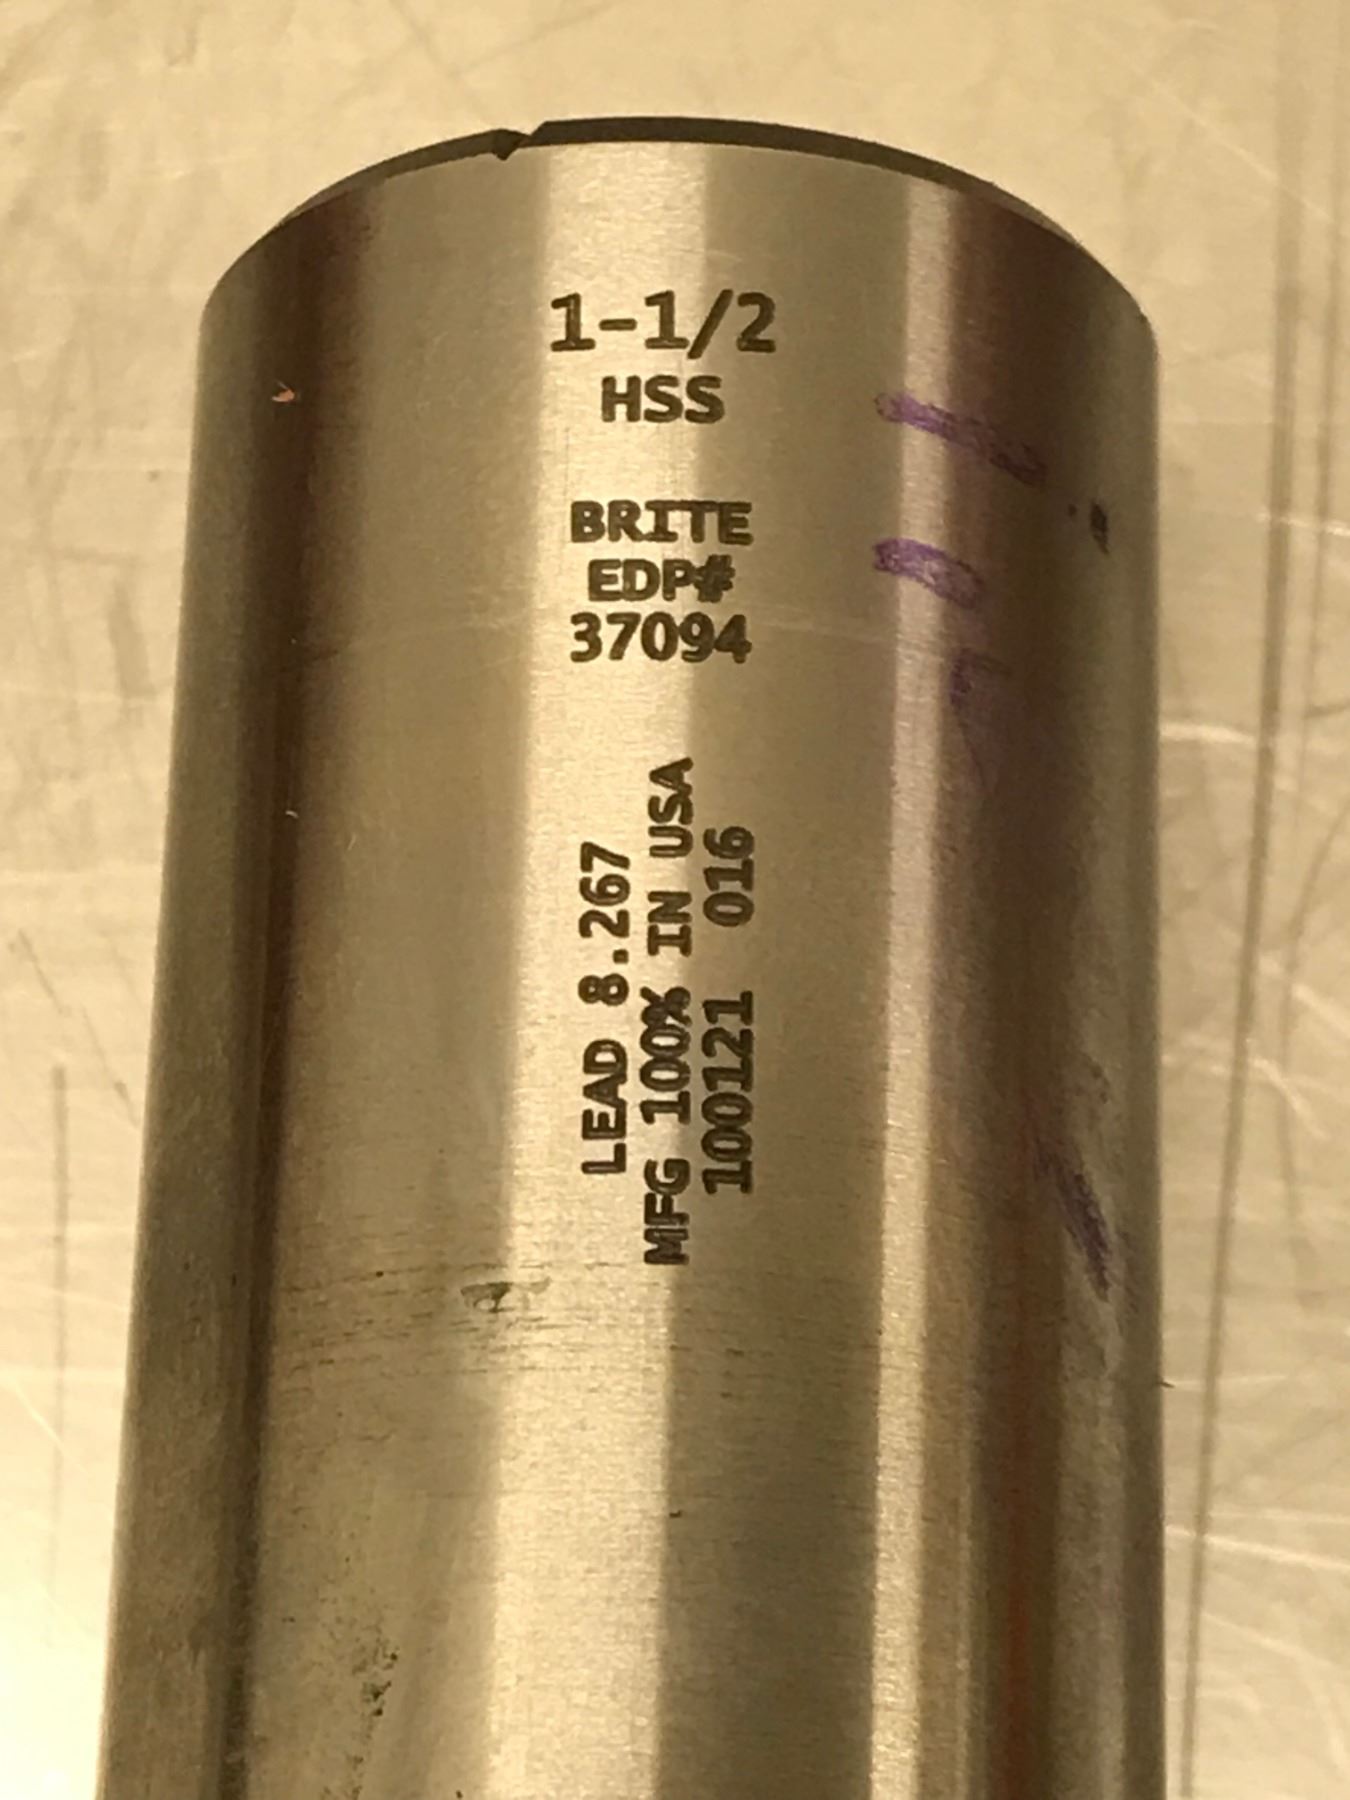 1-1/2
HSS
BRITE
EDP#
37094
LEAD 8.267
MFG 100% IN USA
100121 016